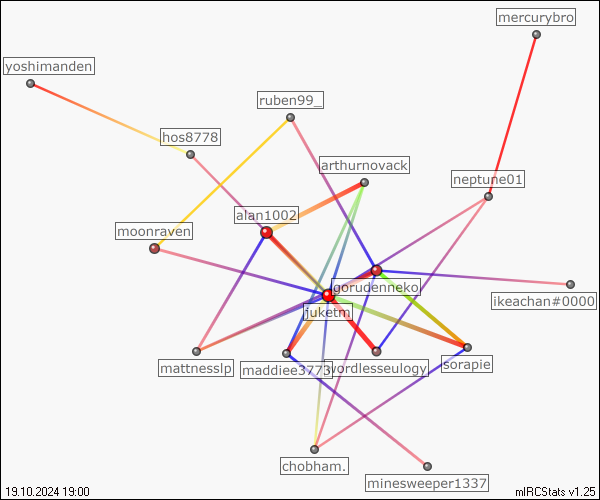 mercurybro
yoshimanden
ruben99_
hos8778
arthurnovack
neptune01
alan1002
moonraven
gorudenneko
ikeachan#0000
juketm
mattnesslp
maddiee3773
wordlesseulogy
sorapie
chobham.
minesweeper1337
19.10.2024 19:00
mIRCStats v1.25